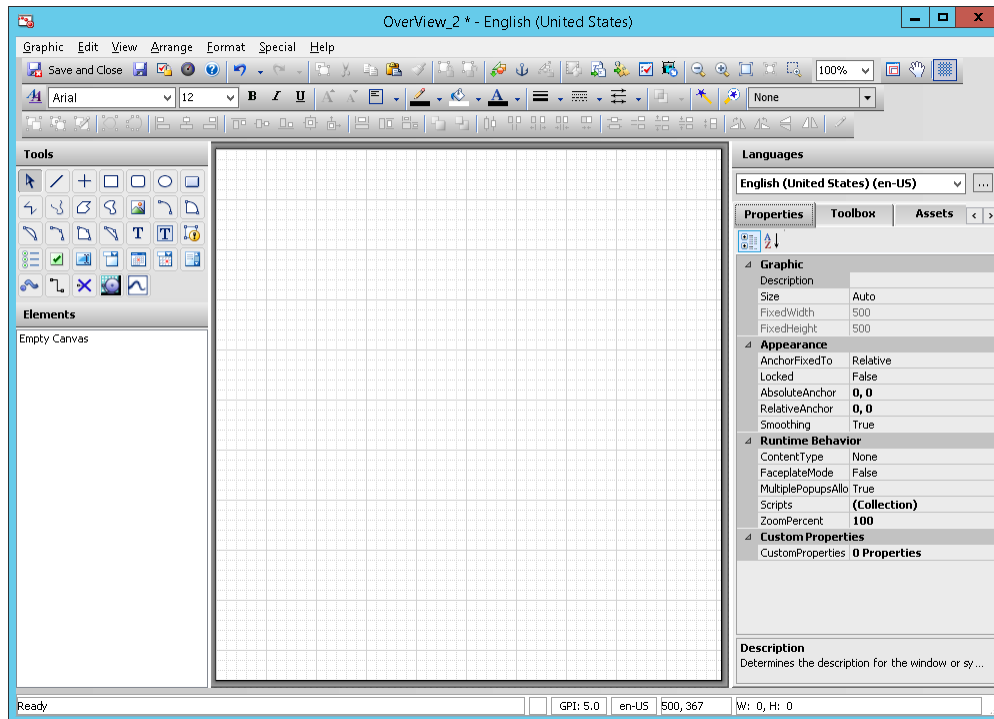 OverView_2 * - English (United States)
Graphic Edit View Arrange Format Special Help
Save and Close 100%
Arial 12 B I U A None
Tools
T T
Elements
Empty Canvas
Languages
English (United States) (en-US) ...
Properties Toolbox Assets
Graphic
Description
Size Auto
FixedWidth 500
FixedHeight 500
Appearance
AnchorFixedTo Relative
Locked False
AbsoluteAnchor 0, 0
RelativeAnchor 0, 0
Smoothing True
Runtime Behavior
ContentType None
FaceplateMode False
MultiplePopupsAllo True
Scripts (Collection)
ZoomPercent 100
Custom Properties
CustomProperties 0 Properties
Description
Determines the description for the window or sy...
Ready GPI: 5.0 en-US 500, 367 W: 0, H: 0